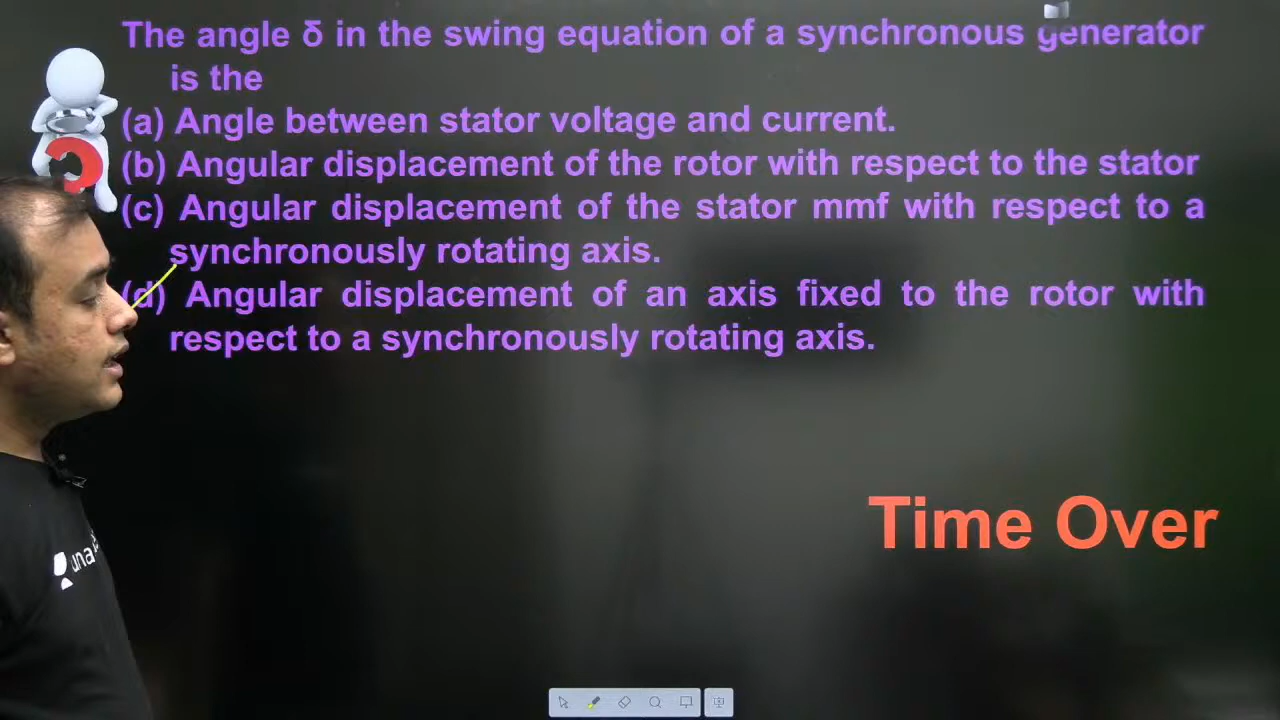 The angle δ in the swing equation of a synchronous generator
is the
(a) Angle between stator voltage and current.
(b) Angular displacement of the rotor with respect to the stator
(c) Angular displacement of the stator mmf with respect to a
synchronously rotating axis.
(d) Angular displacement of an axis fixed to the rotor with
respect to a synchronously rotating axis.
Time Over
una